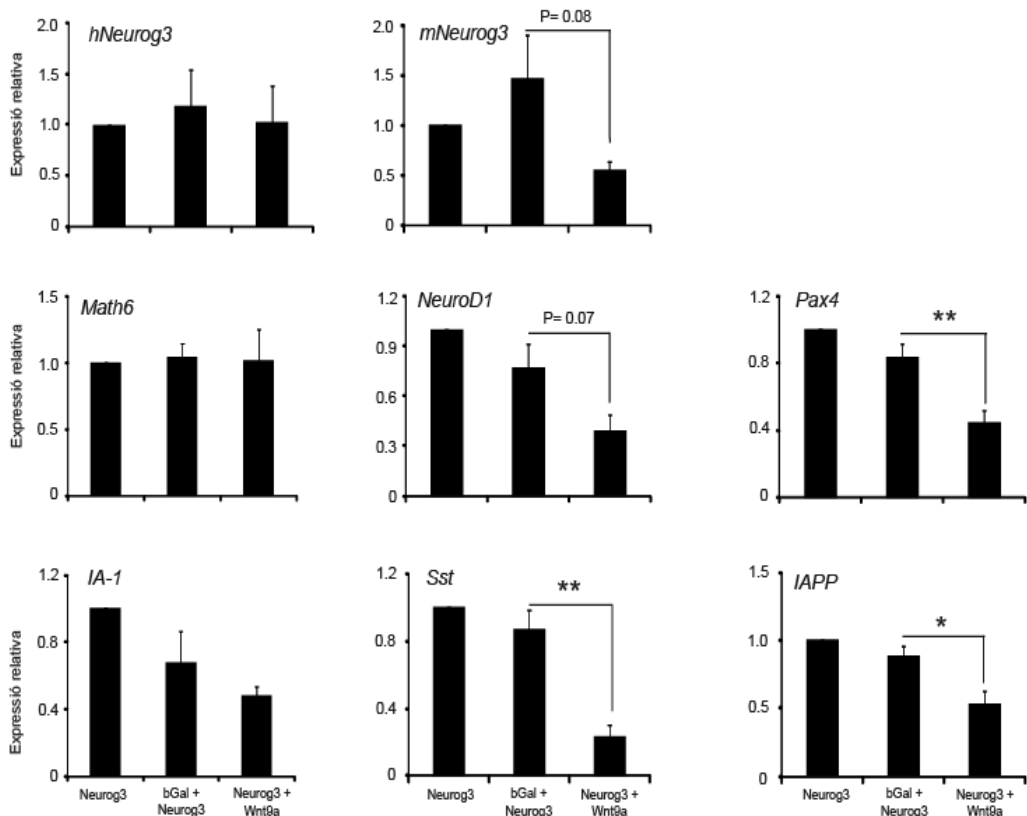 hNeurog3
Expressió relativa
2.0
1.5
1.0
0.5
0
mNeurog3
P= 0.08
2.0
1.5
1.0
0.5
0
Math6
Expressió relativa
1.5
1.0
0.5
0
NeuroD1
P= 0.07
1.2
0.9
0.6
0.3
0
Pax4
**
1.2
0.8
0.4
0
IA-1
Expressió relativa
1.2
0.8
0.4
0
Neurog3
bGal +
Neurog3
Neurog3 +
Wnt9a
Sst
**
1.2
0.8
0.4
0
Neurog3
bGal +
Neurog3
Neurog3 +
Wnt9a
IAPP
*
1.5
1.0
0.5
0
Neurog3
bGal +
Neurog3
Neurog3 +
Wnt9a